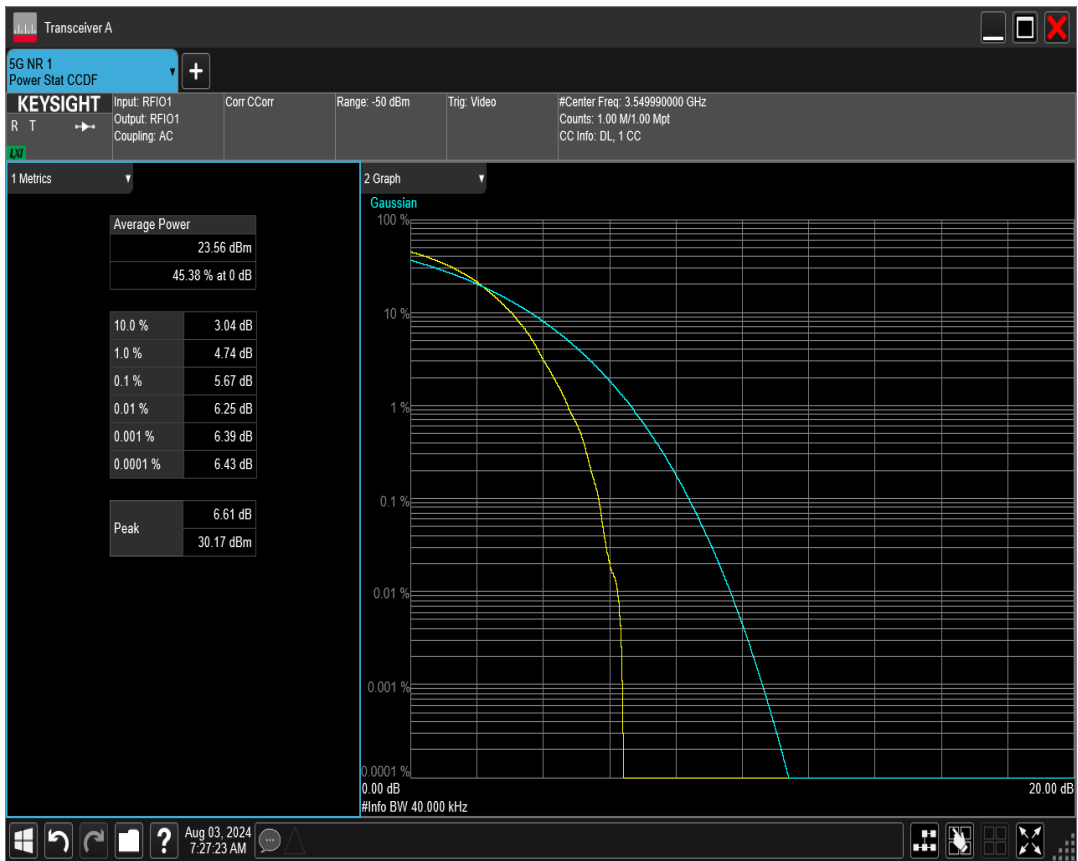 Transceiver A
5G NR 1
Power Stat CCDF
KEYSIGHT
R T
LXI
Input: RFIO1
Output: RFIO1
Coupling: AC
Corr CCorr
Range: -50 dBm
Trig: Video
#Center Freq: 3.549990000 GHz
Counts: 1.00 M/1.00 Mpt
CC Info: DL, 1 CC
1 Metrics
Average Power
23.56 dBm
45.38 % at 0 dB
10.0 % 3.04 dB
1.0 % 4.74 dB
0.1 % 5.67 dB
0.01 % 6.25 dB
0.001 % 6.39 dB
0.0001 % 6.43 dB
Peak 6.61 dB
30.17 dBm
2 Graph
Gaussian
100 %
10 %
1 %
0.1 %
0.01 %
0.001 %
0.0001 %
0.00 dB 20.00 dB
#Info BW 40.000 kHz
?
Aug 03, 2024
7:27:23 AM